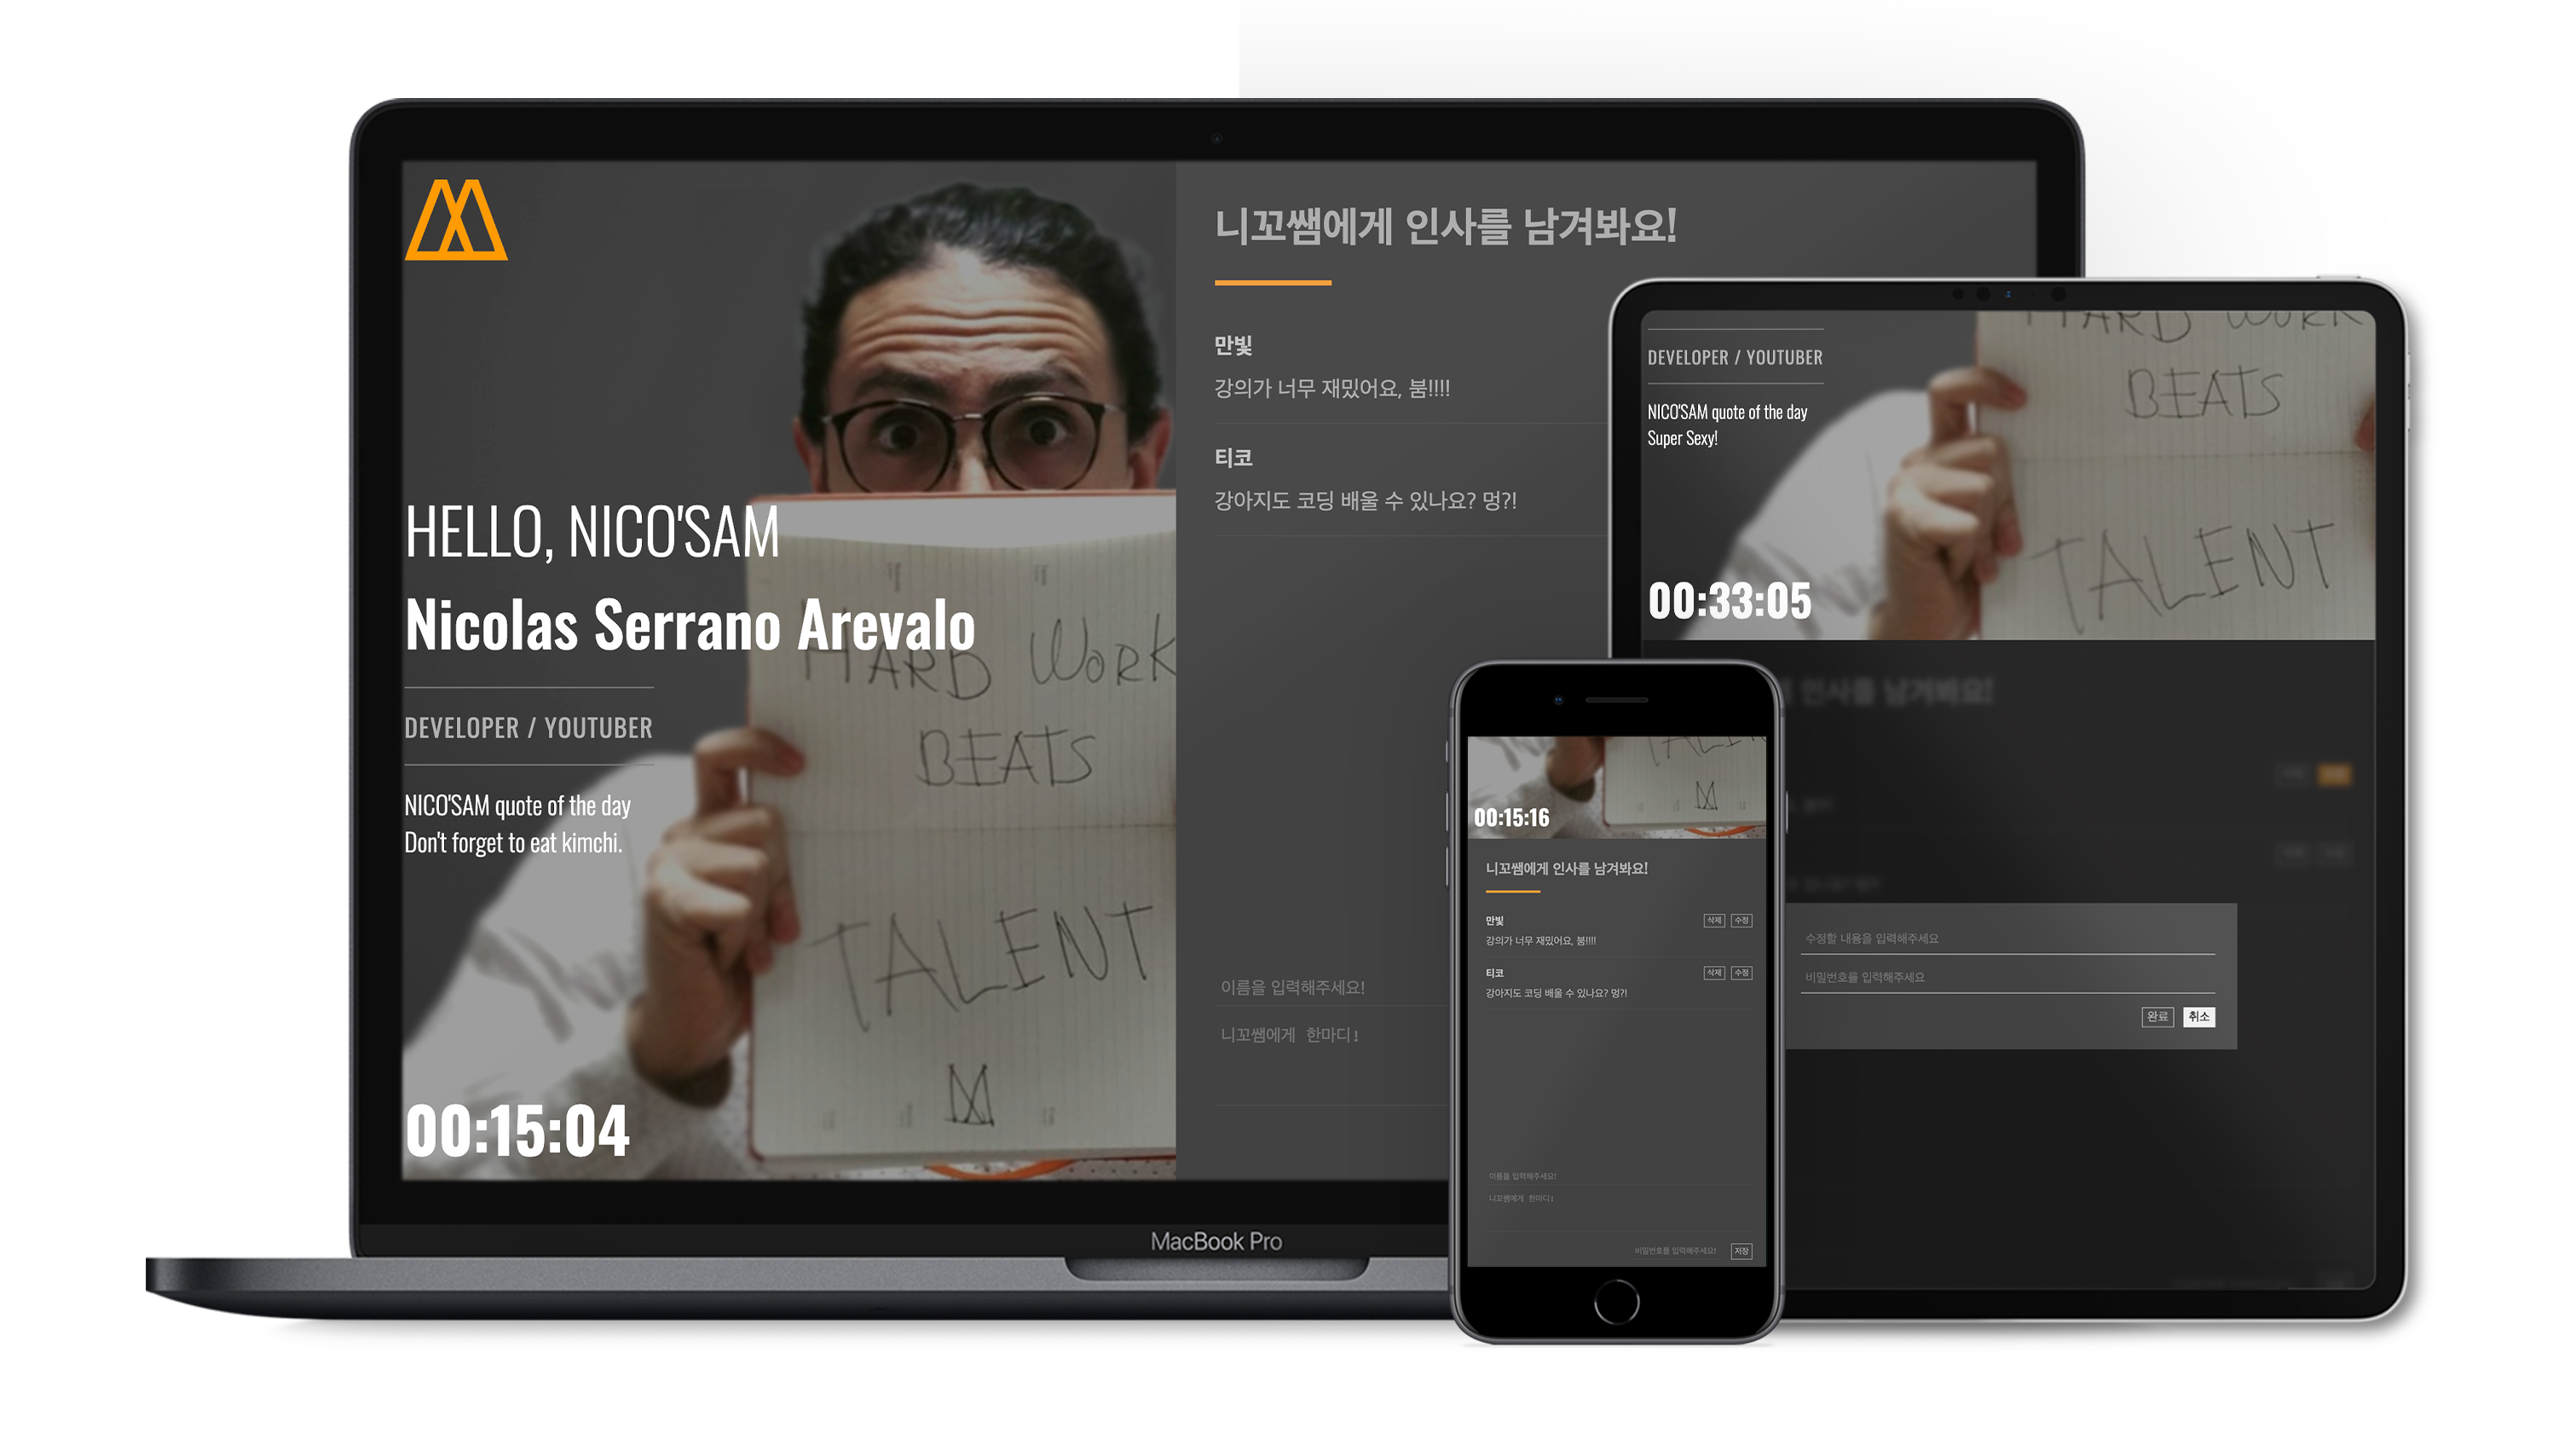 니꼬쌤에게 인사를 남겨봐요!
만빛
강의가 너무 재밌어요, 붐!!!!
티코
강아지도 코딩 배울 수 있나요? 멍?!
HELLO, NICO'SAM
Nicolas Serrano Arevalo
HARD WORK
BEATS
TALENT
DEVELOPER / YOUTUBER
NICO'SAM quote of the day
Don't forget to eat kimchi.
00:15:04
이름을 입력해주세요!
니꼬쌤에게 한마디!
MacBook Pro
HARD WORK
BEATS
TALENT
DEVELOPER / YOUTUBER
NICO'SAM quote of the day
Super Sexy!
00:33:05
인사를 남겨봐요!
수정할 내용을 입력해주세요
비밀번호를 입력해주세요
완료 취소
TALENT
00:15:16
니꼬쌤에게 인사를 남겨봐요!
만빛 삭제 수정
강의가 너무 재밌어요, 붐!!!!
티코 삭제 수정
강아지도 코딩 배울 수 있나요? 멍?!
이름을 입력해주세요!
니꼬쌤에게 한마디!
비밀번호를 입력해주세요! 저장